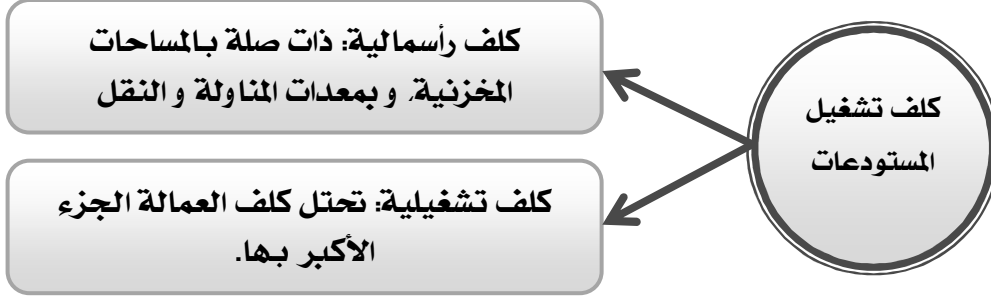 كلف تشغيل
المستودعات
كلف رأسمالية: ذات صلة بالمساحات
المخزنية، و بمعدات المناولة و النقل
كلف تشغيلية: تحتل كلف العمالة الجزء
الأكبر بها.